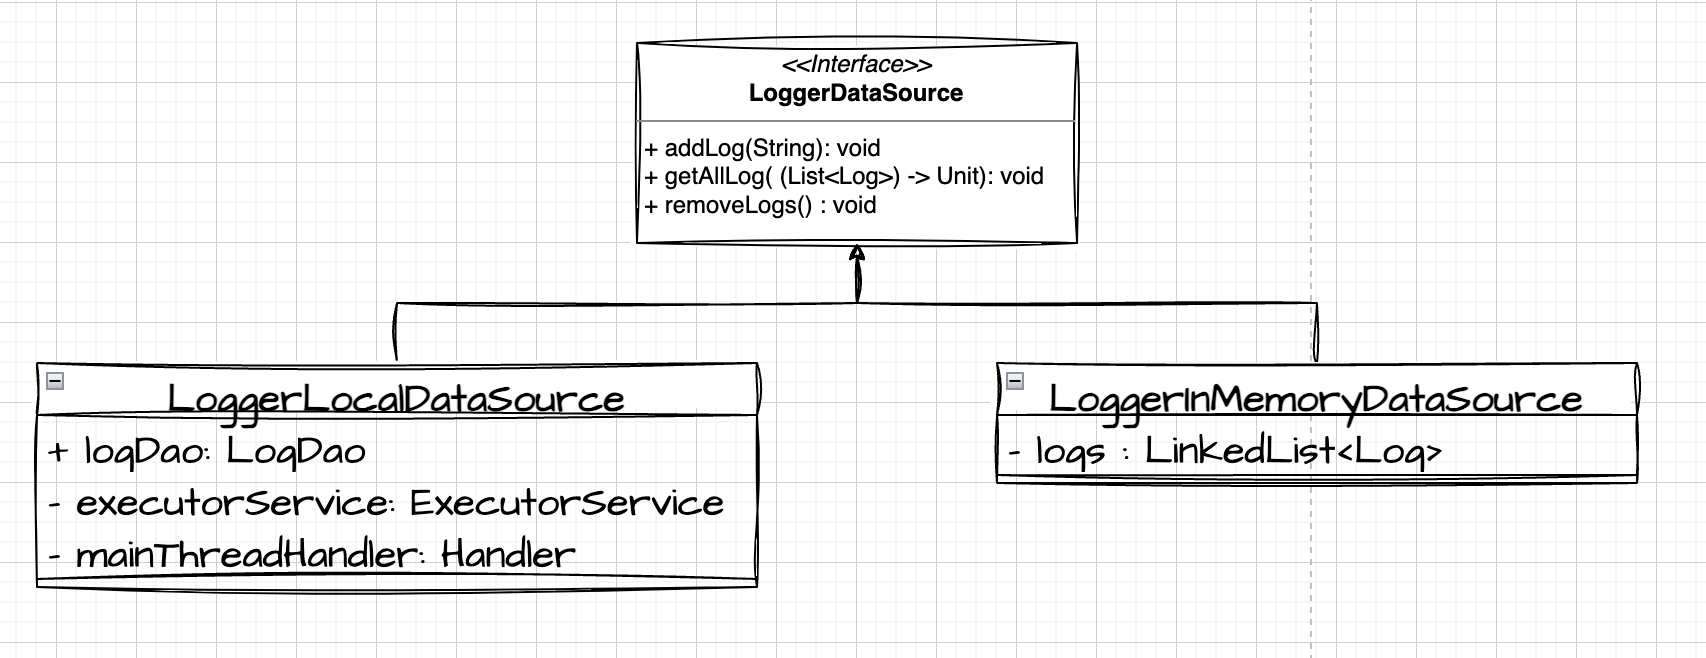 <<Interface>>
LoggerDataSource
+ addLog(String): void
+ getAllLog( (List<Log>) -> Unit): void
+ removeLogs() : void
LoggerLocalDataSource
+ logDao: LogDao
- executorService: ExecutorService
- mainThreadHandler: Handler
LoggerInMemoryDataSource
- logs : LinkedList<Log>